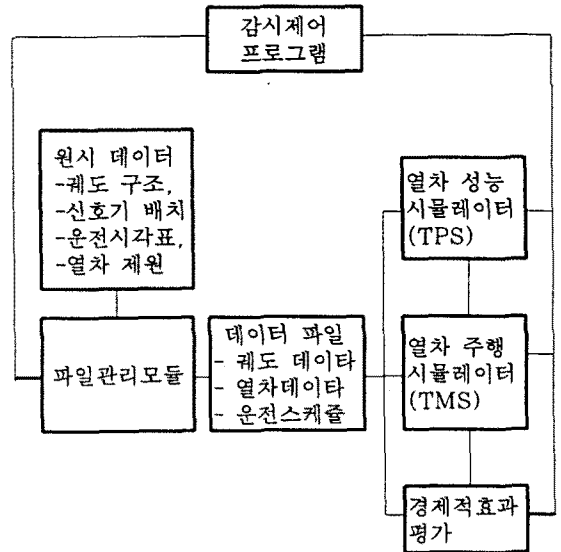 감시제어
프로그램
원시 데이터
-궤도 구조,
-신호기 배치
-운전시각표,
-열차 제원
열차 성능
시뮬레이터
(TPS)
파일관리모듈
데이터 파일
- 궤도 데이타
- 열차데이타
- 운전스케쥴
열차 주행
시뮬레이터
(TMS)
경제적효과
평가